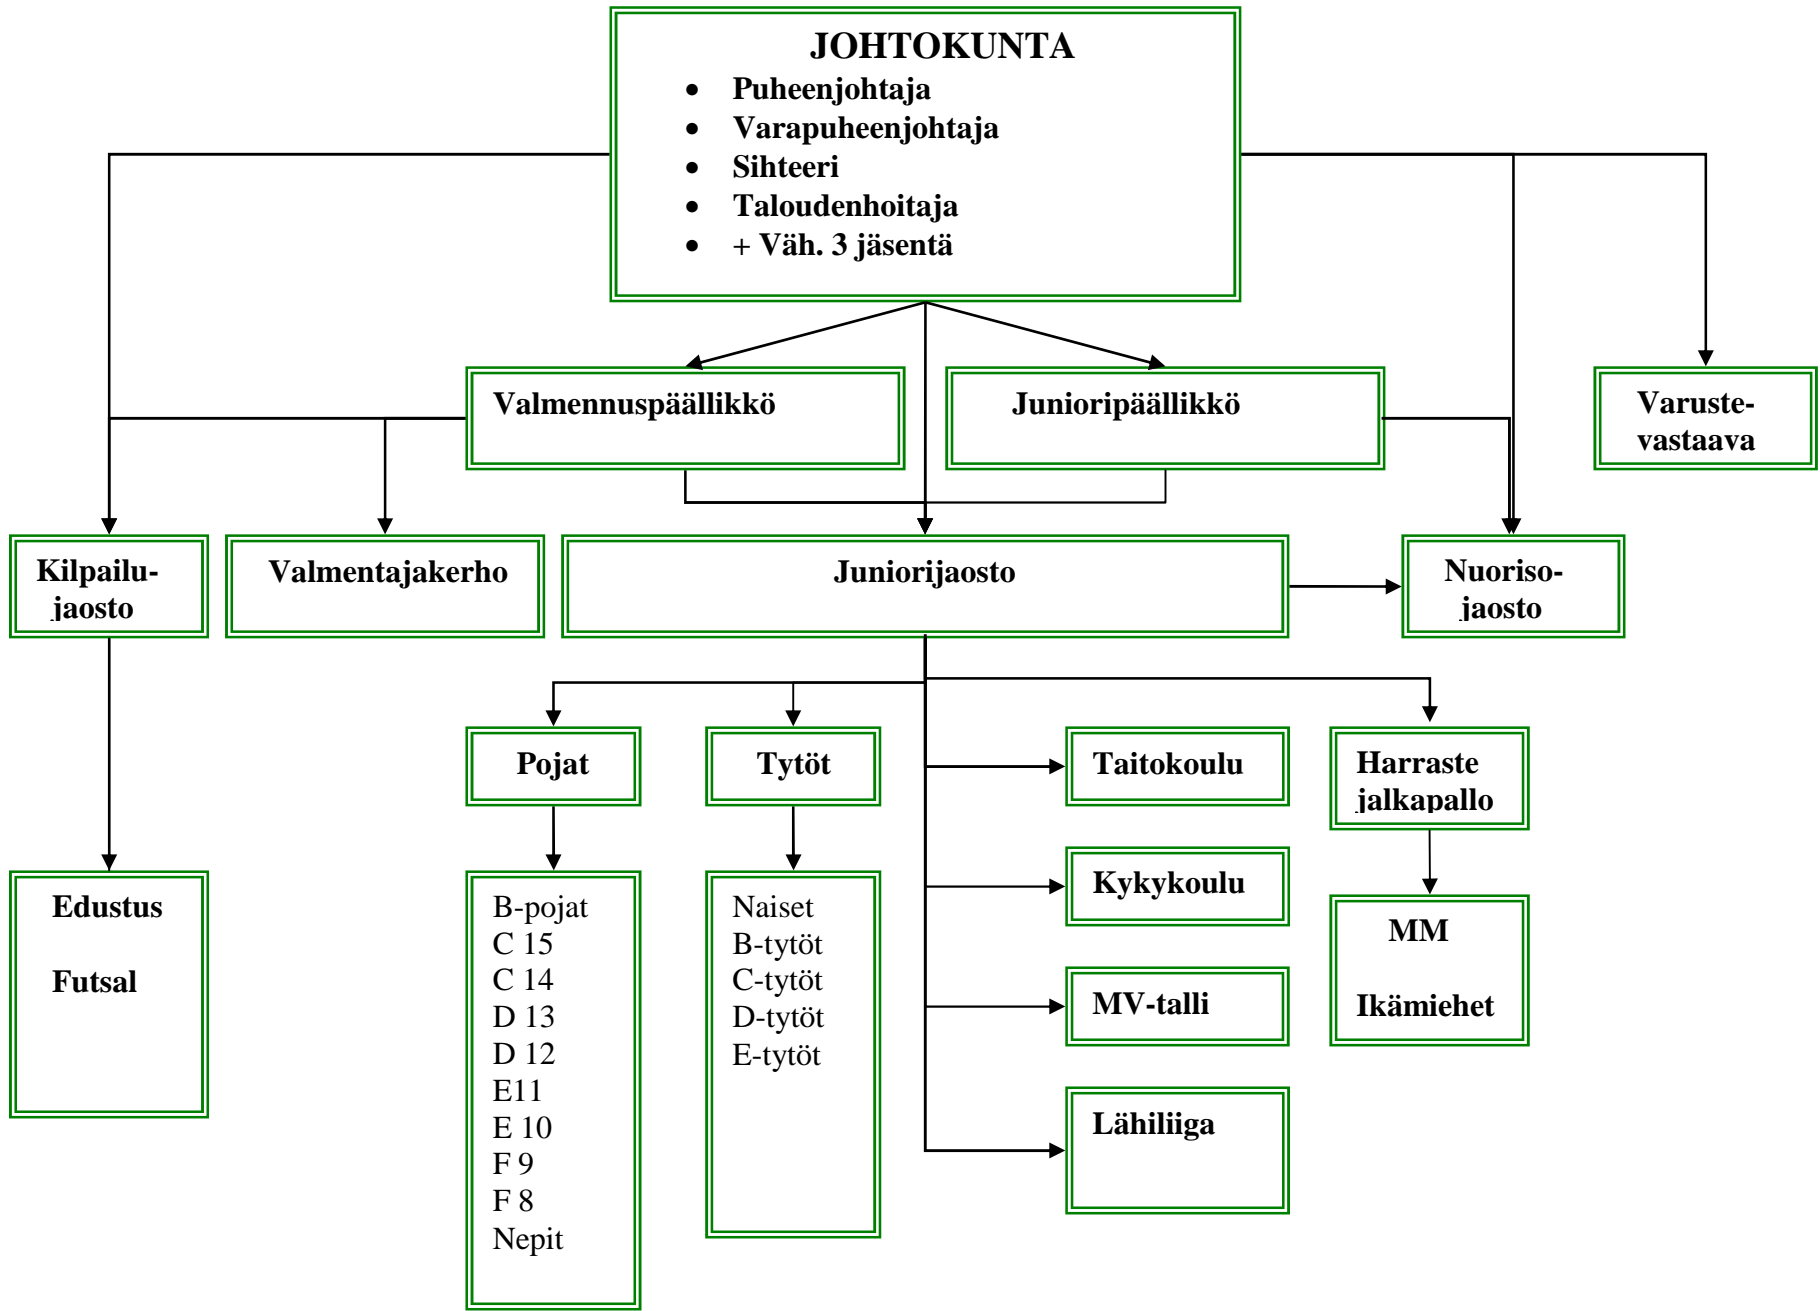 JOHTOKUNTA
• Puheenjohtaja
• Varapuheenjohtaja
• Sihteeri
• Taloudenhoitaja
• + Väh. 3 jäsentä
Valmennuspäällikkö
Junioripäällikkö
Varuste-
vastaava
Kilpailu-
jaosto
Valmentajakerho
Juniorijaosto
Nuoriso-
jaosto
Pojat
Tytöt
Taitokoulu
Harraste
jalkapallo
Kykykoulu
MV-talli
Lähiliiga
MM
Ikämiehet
Edustus
Futsal
B-pojat
C 15
C 14
D 13
D 12
E11
E 10
F 9
F 8
Nepit
Naiset
B-tytöt
C-tytöt
D-tytöt
E-tytöt